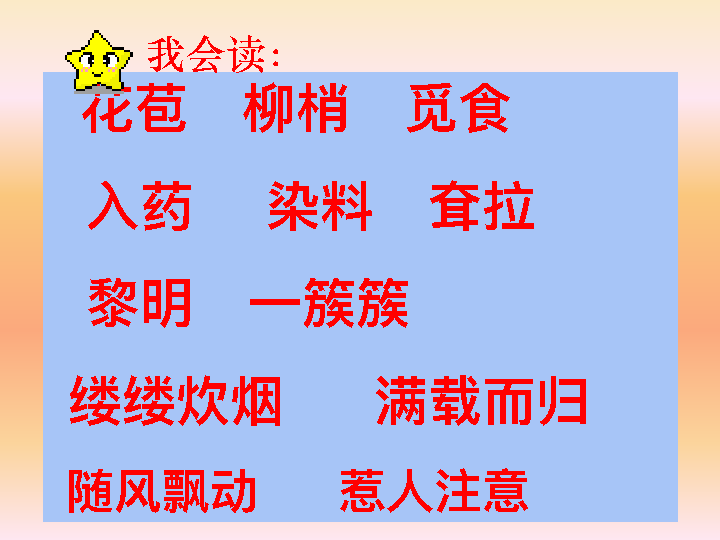 我会读：
花苞 柳梢 觅食
入药 染料 耷拉
黎明 一簇簇
缕缕炊烟 满载而归
随风飘动 惹人注意